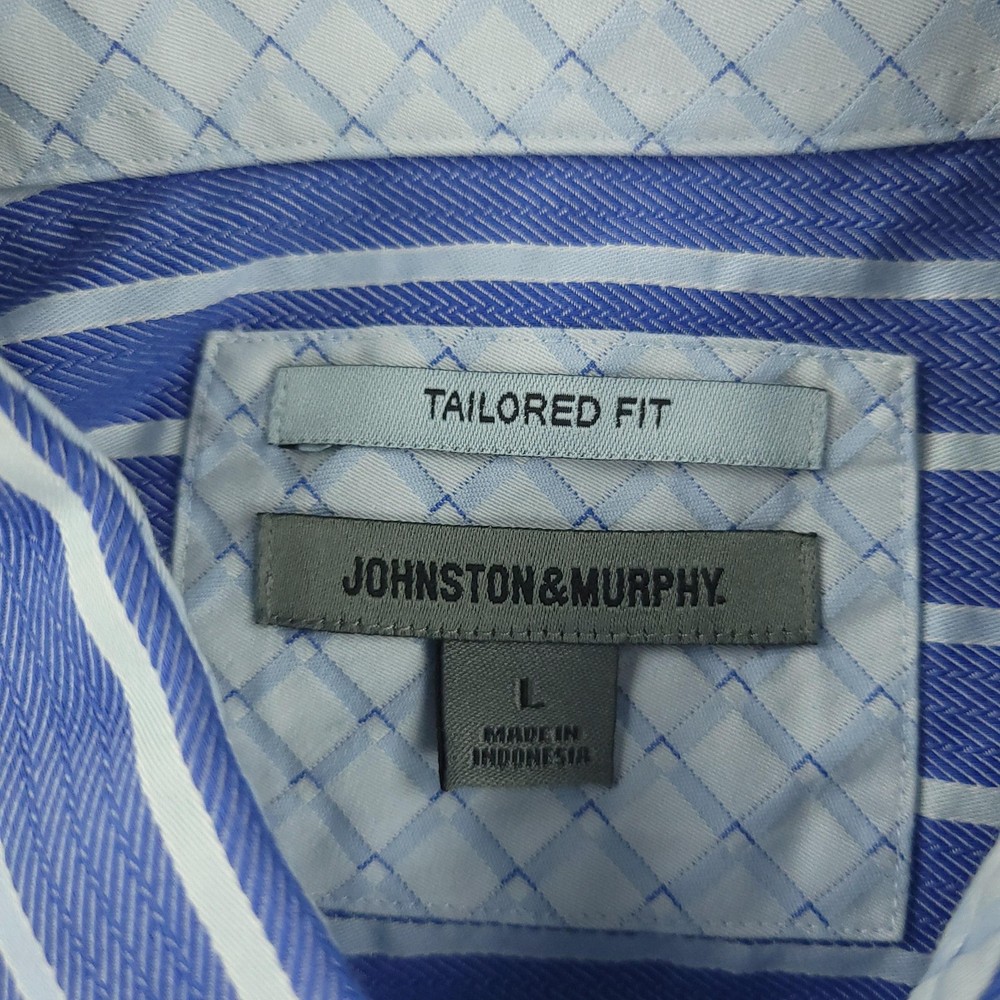 TAILORED FIT
JOHNSTON&MURPHY.
L
MADE IN
INDONESIA